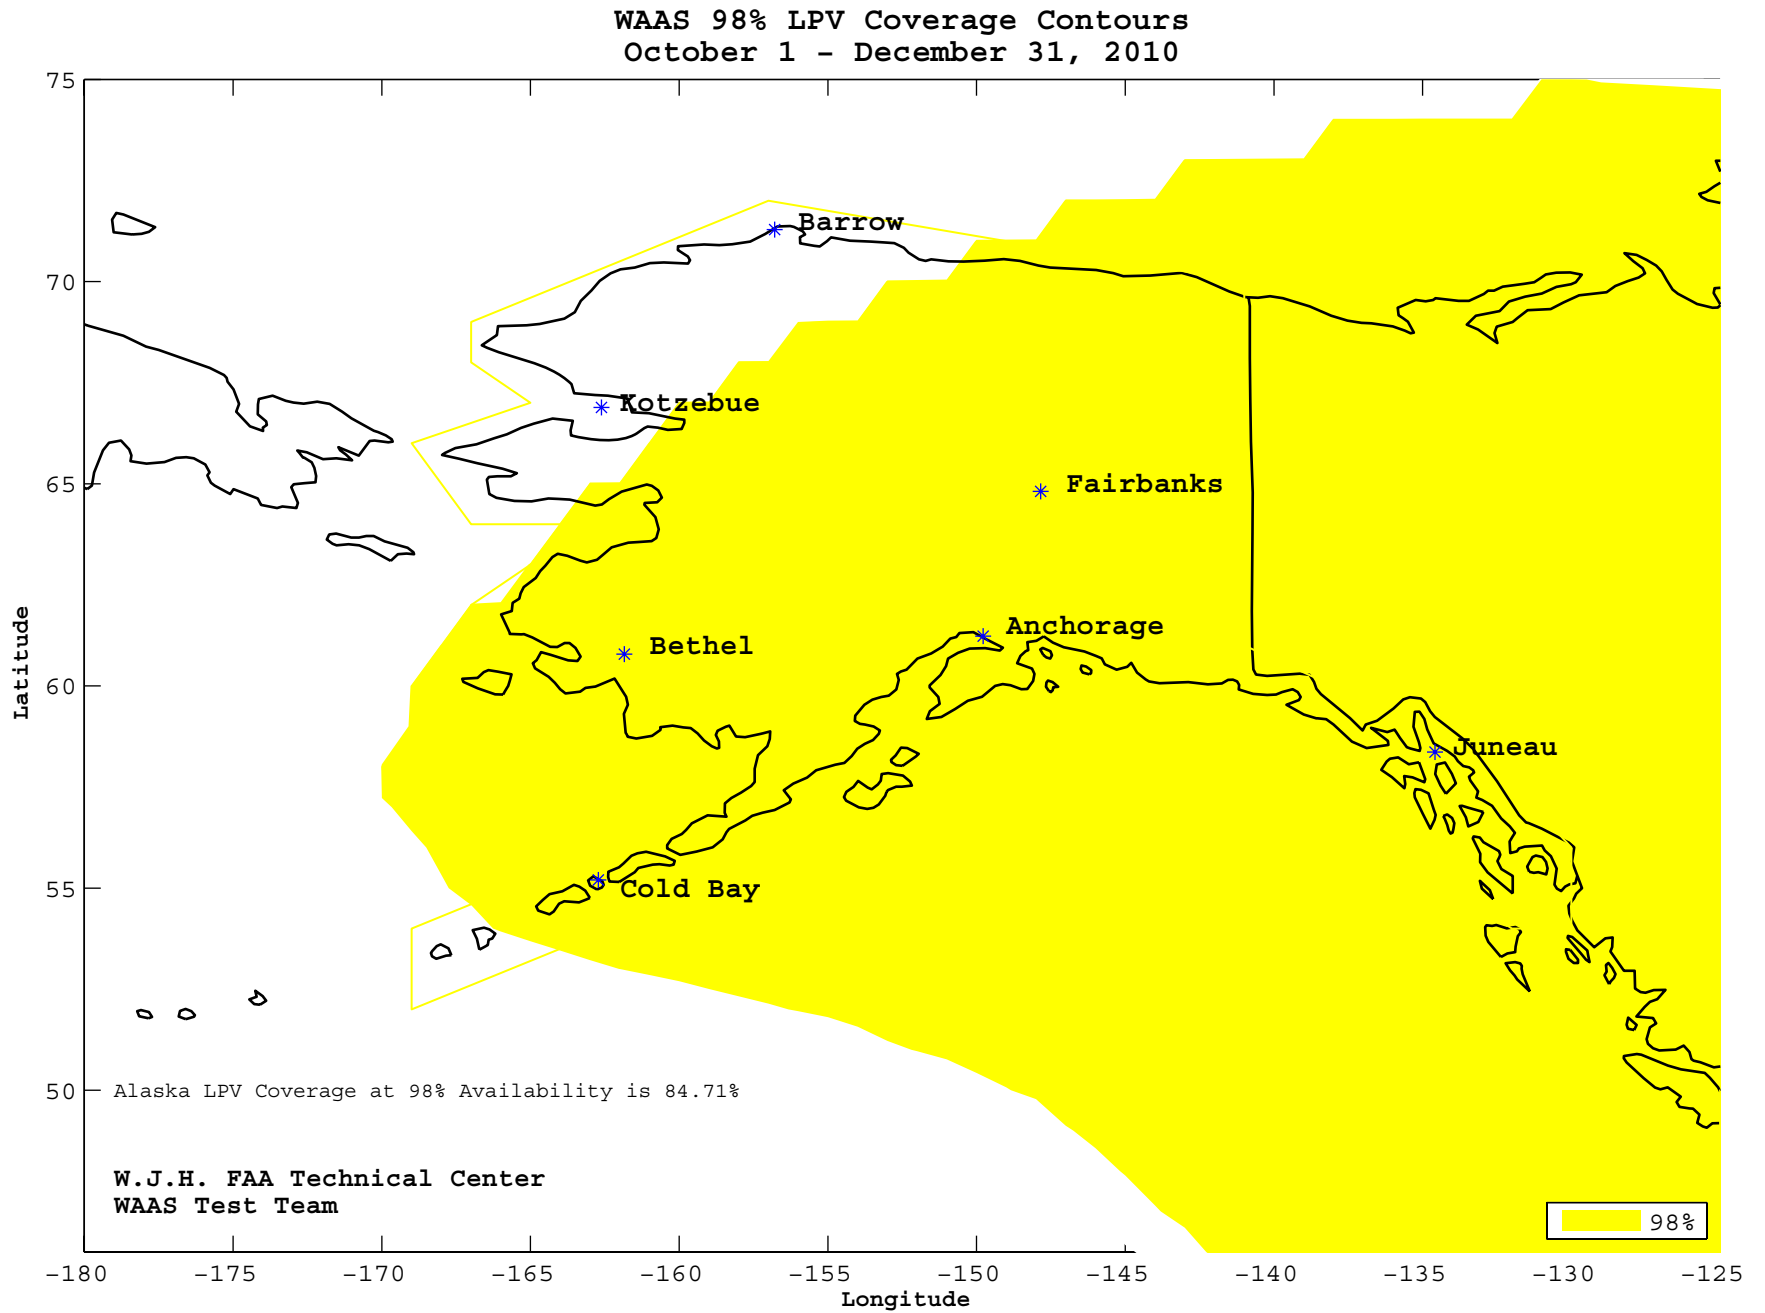 WAAS 98% LPV Coverage Contours
October 1 - December 31, 2010
75
70
65
60
55
50
Latitude
Barrow
Kotzebue
Fairbanks
Anchorage
Bethel
Juneau
Cold Bay
Alaska LPV Coverage at 98% Availability is 84.71%
W.J.H. FAA Technical Center
WAAS Test Team
98%
-180 -175 -170 -165 -160 -155 -150 -145 -140 -135 -130 -125
Longitude